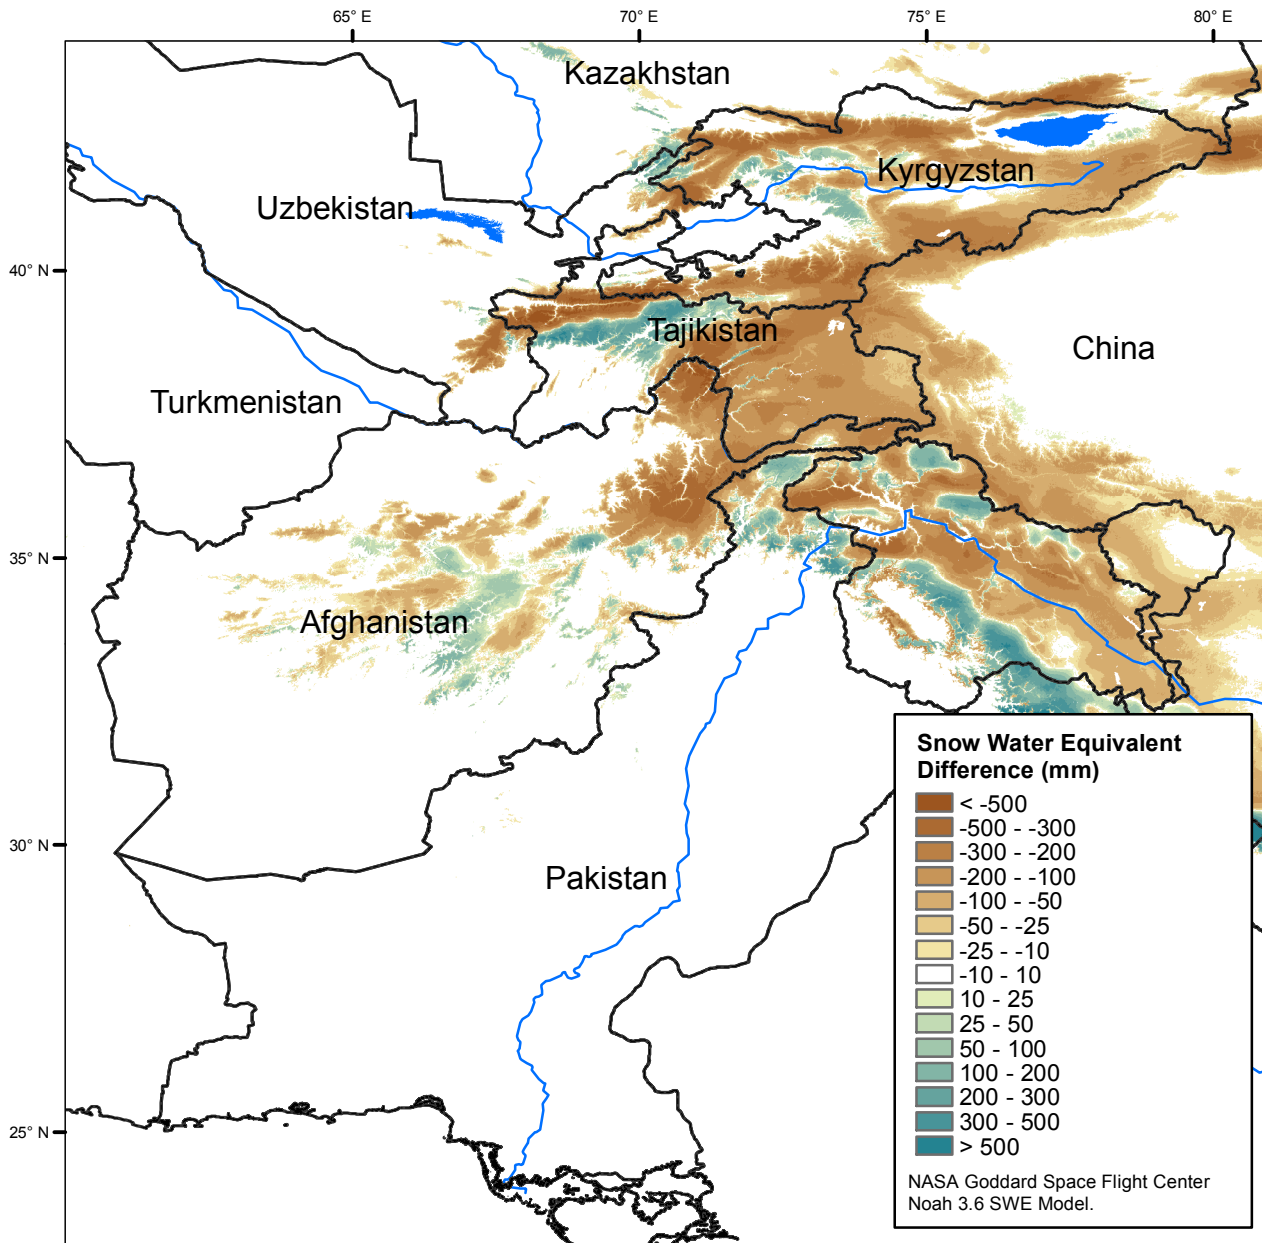 65° E
70° E
75° E
80° E
Kazakhstan
Kyrgyzstan
Uzbekistan
40° N
Tajikistan
China
Turkmenistan
35° N
Afghanistan
30° N
Pakistan
25° N
Snow Water Equivalent
Difference (mm)
< -500
-500 - -300
-300 - -200
-200 - -100
-100 - -50
-50 - -25
-25 - -10
-10 - 10
10 - 25
25 - 50
50 - 100
100 - 200
200 - 300
300 - 500
> 500
NASA Goddard Space Flight Center
Noah 3.6 SWE Model.